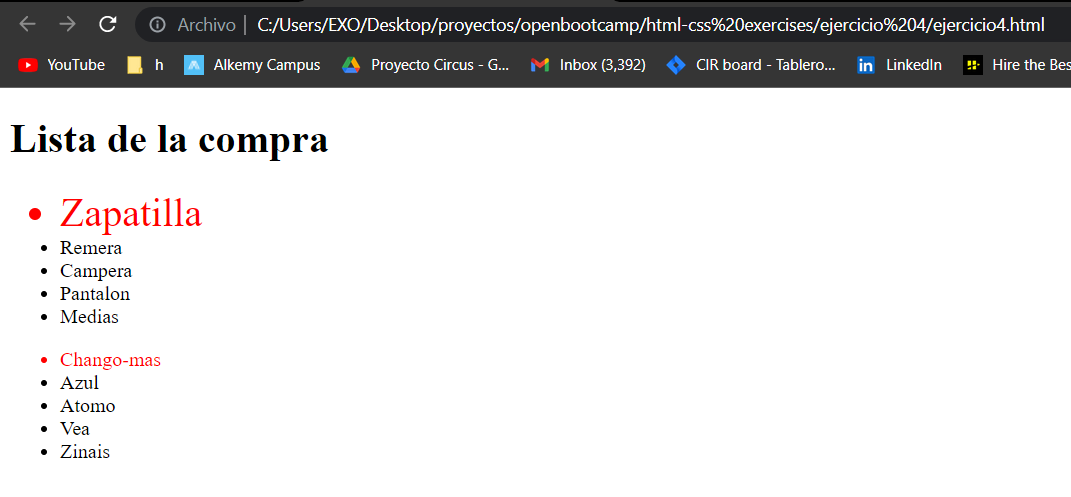 Archivo | C:/Users/EXO/Desktop/proyectos/openbootcamp/html-css%20exercises/ejercicio%204/ejercicio4.html
YouTube h Alkemy Campus Proyecto Circus - G... Inbox (3,392) CIR board - Tablero... LinkedIn Hire the Bes
Lista de la compra
• Zapatilla
• Remera
• Campera
• Pantalon
• Medias
• Chango-mas
• Azul
• Atomo
• Vea
• Zinais